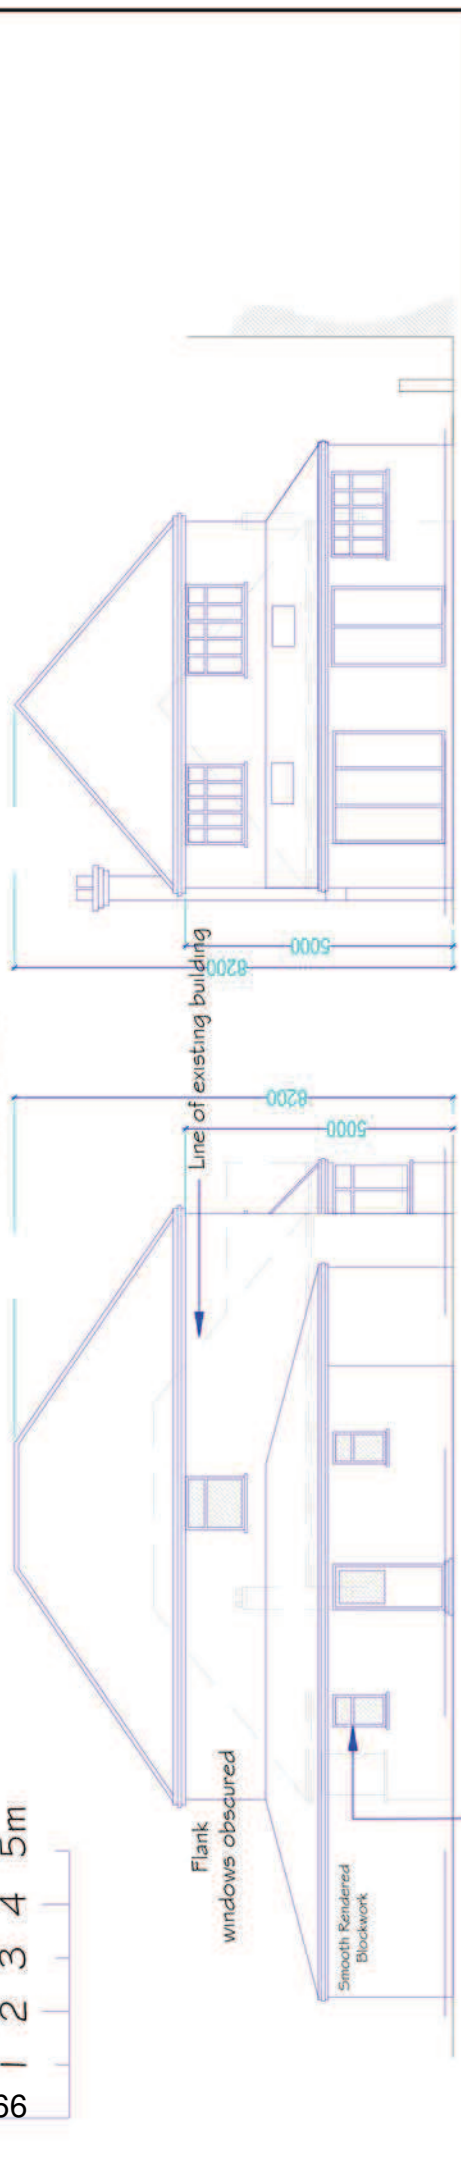 66
1 2 3 4 5m
Flank
windows obscured
Smooth Rendered
Blockwork
Line of existing building
8200
5000
8200
5000